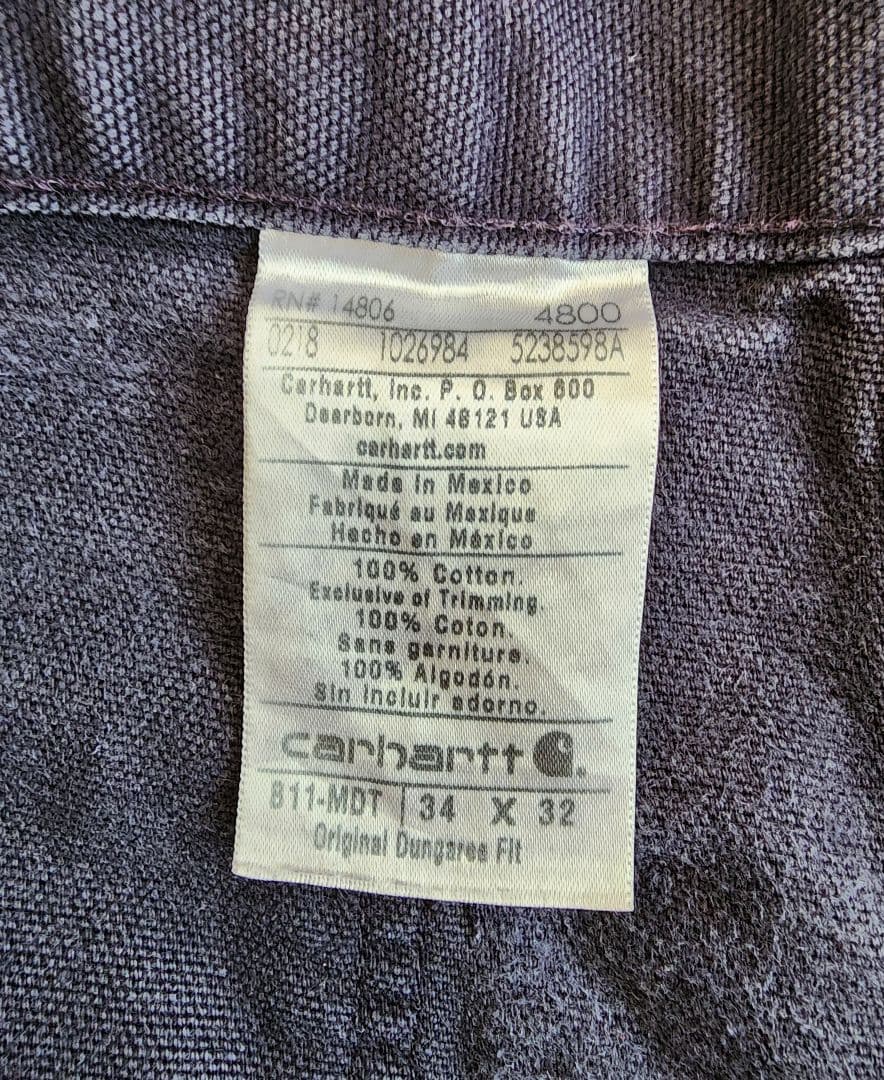 RN# 14806 4800
0218 1026984 5238598A
Carhartt, Inc. P. O. Box 600
Dearborn, MI 48121 USA
carhartt.com
Made in Mexico
Fabriqué au Mexique
Hecho en México
100% Cotton.
Exclusive of Trimming.
100% Coton.
Sans garniture.
100% Algodón.
Sin incluir adorno.
carhartt
811-MDT 34 X 32
Original Dungaree Fit